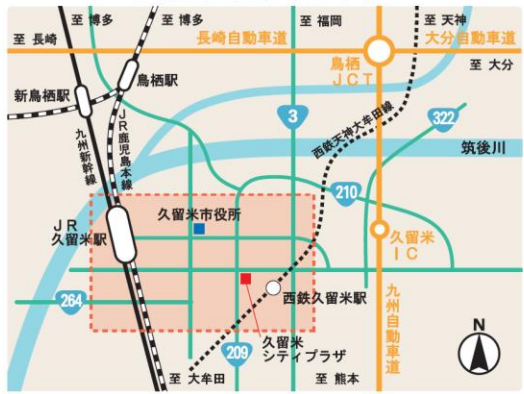 至 博多
至 博多
至 福岡
至 天神
至 長崎
長崎自動車道
大分自動車道
鳥栖
JCT
至 大分
鳥栖駅
新鳥栖駅
3
322
西鉄天神大牟田線
JR鹿児島本線
九州新幹線
筑後川
210
久留米市役所
JR
久留米駅
久留米
IC
264
西鉄久留米駅
九州自動車道
久留米
シティプラザ
209
至 大牟田
至 熊本
N